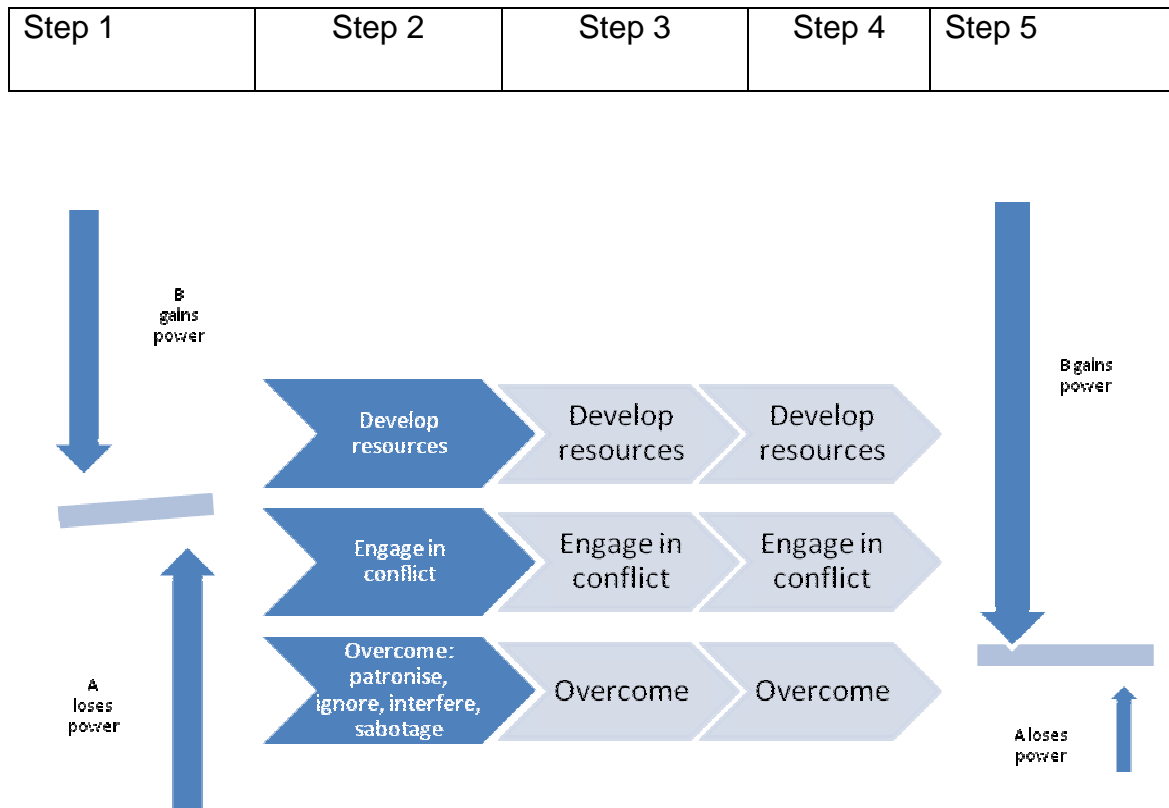 Step 1
Step 2
Step 3
Step 4
Step 5
B
gains
power
A
loses
power
Develop
resources
Develop
resources
Develop
resources
Engage in
conflict
Engage in
conflict
Engage in
conflict
Overcome:
patronise,
ignore, interfere,
sabotage
Overcome
Overcome
B gains
power
A loses
power